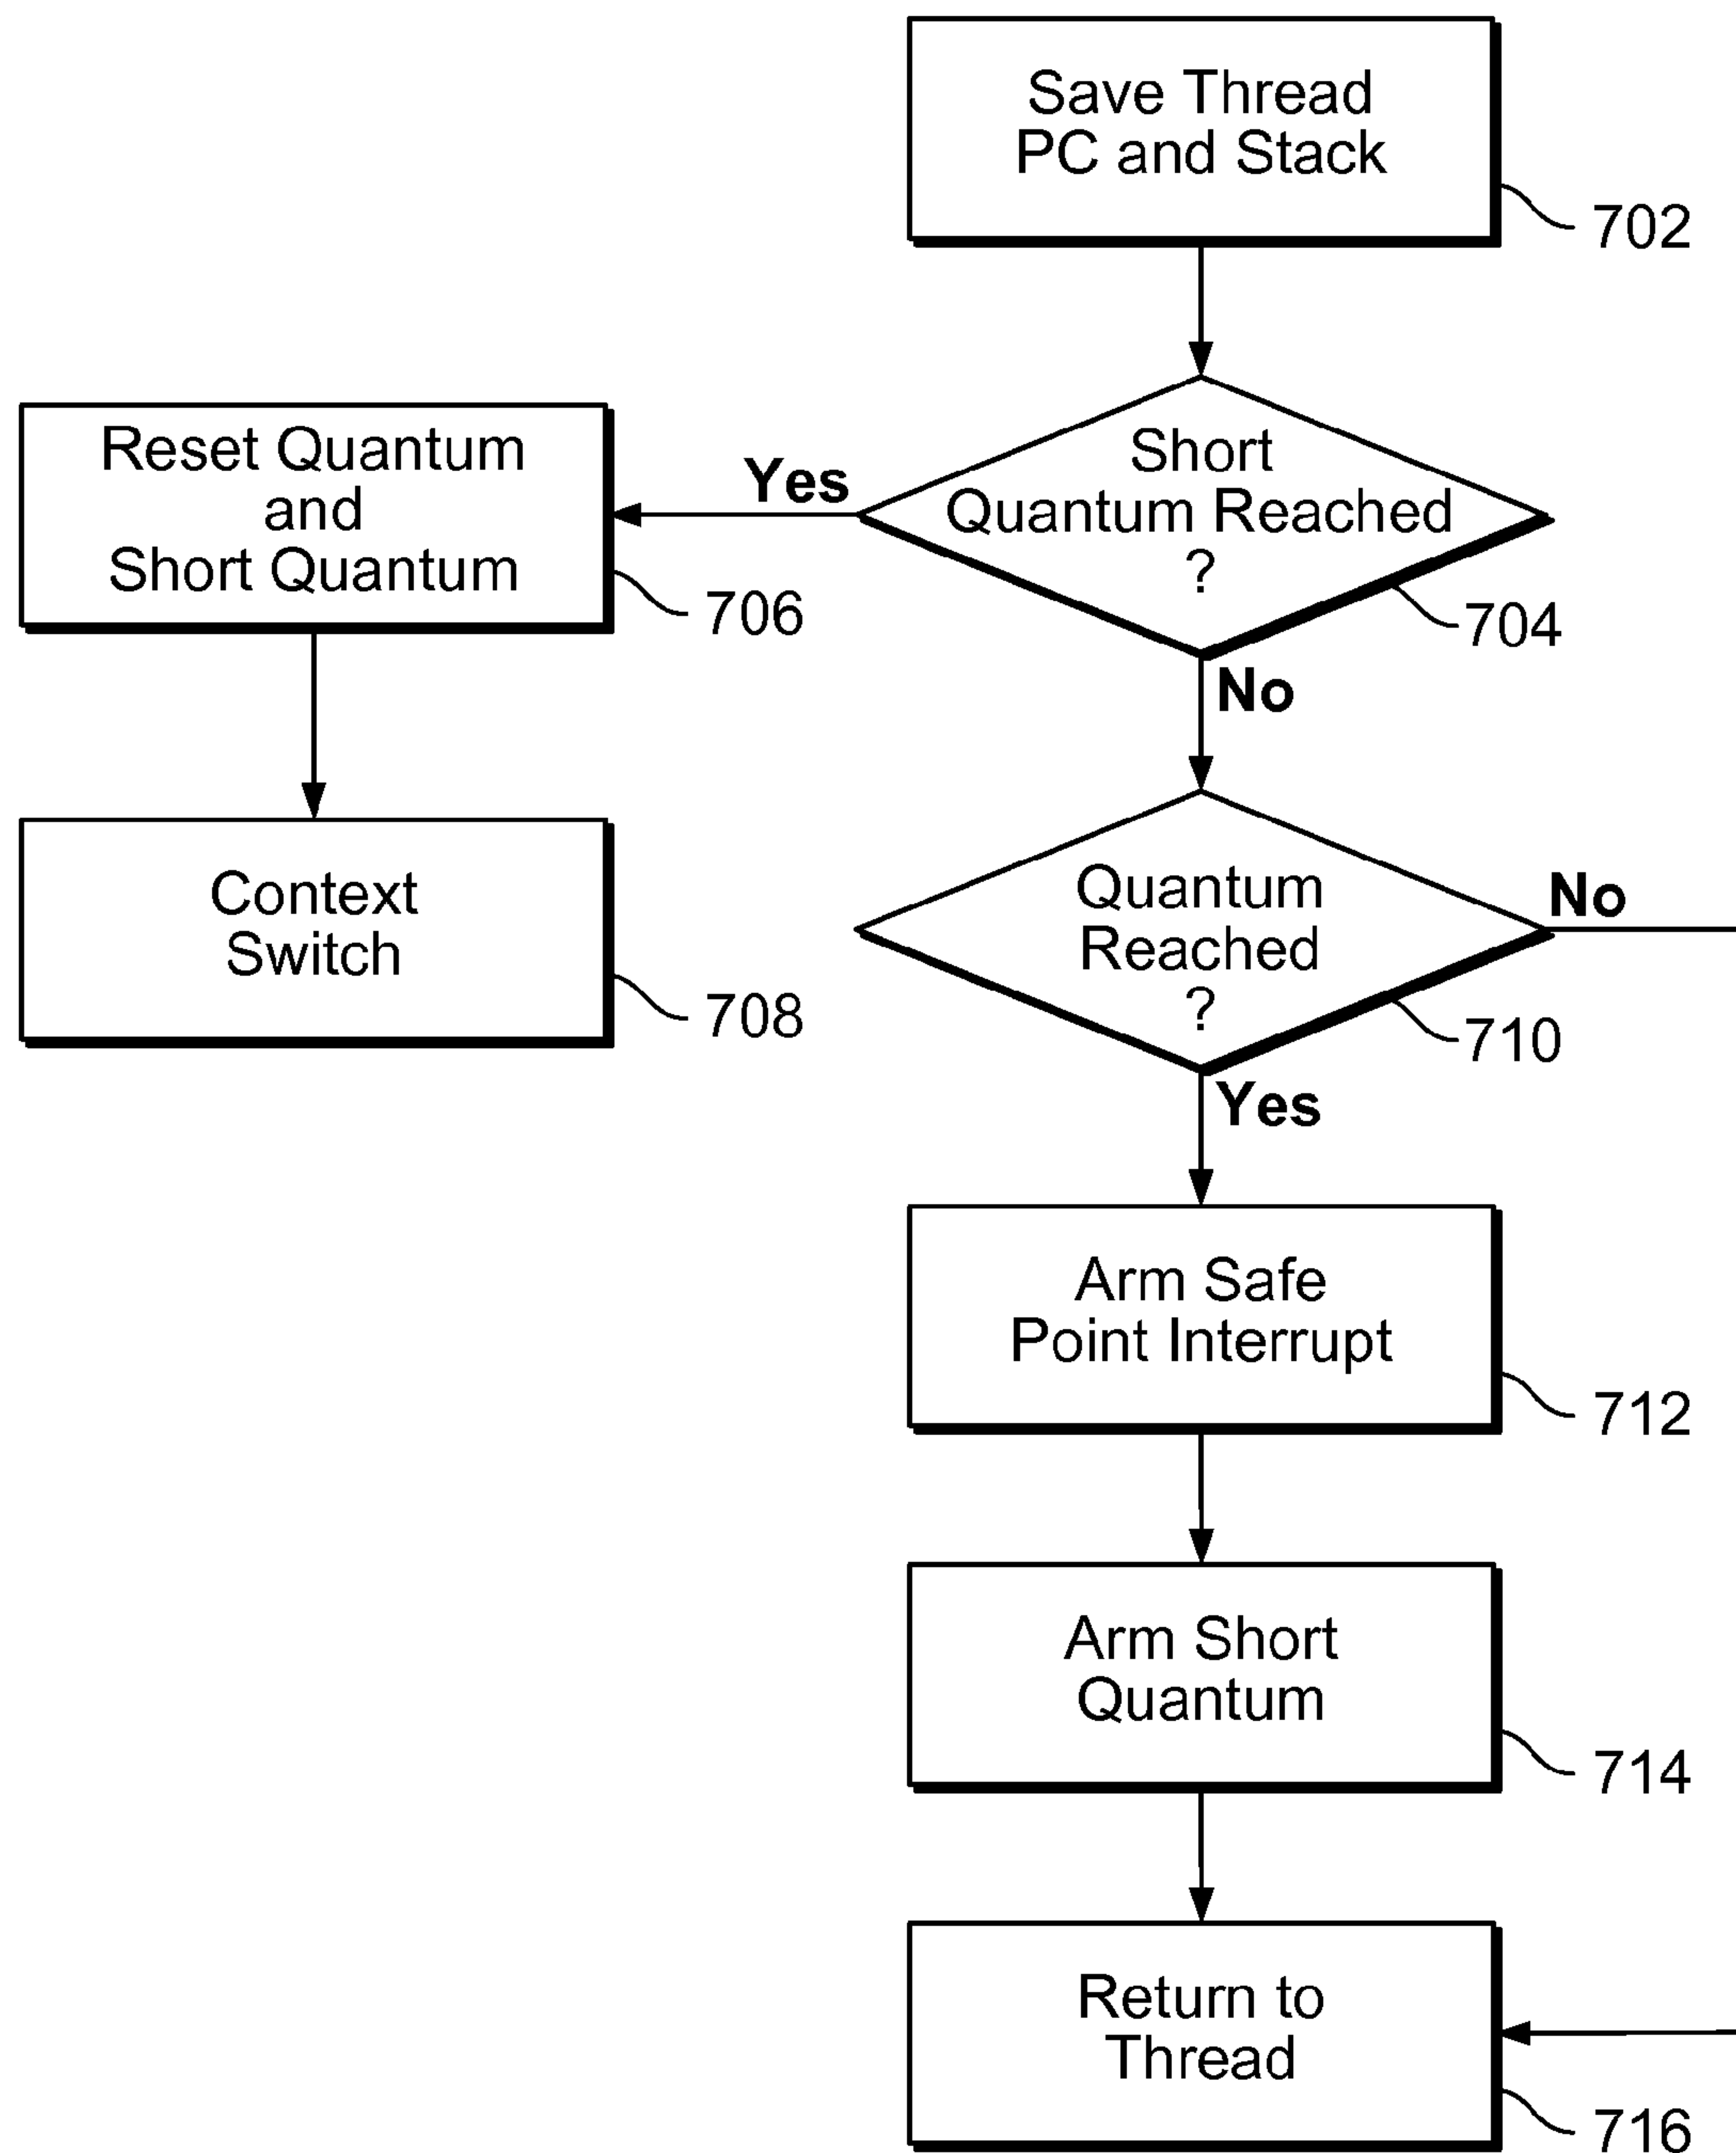 Save Thread
PC and Stack
702
Short
Quantum Reached
?
704
Yes
Reset Quantum
and
Short Quantum
706
No
Context
Switch
708
Quantum
Reached
?
710
No
Yes
Arm Safe
Point Interrupt
712
Arm Short
Quantum
714
Return to
Thread
716